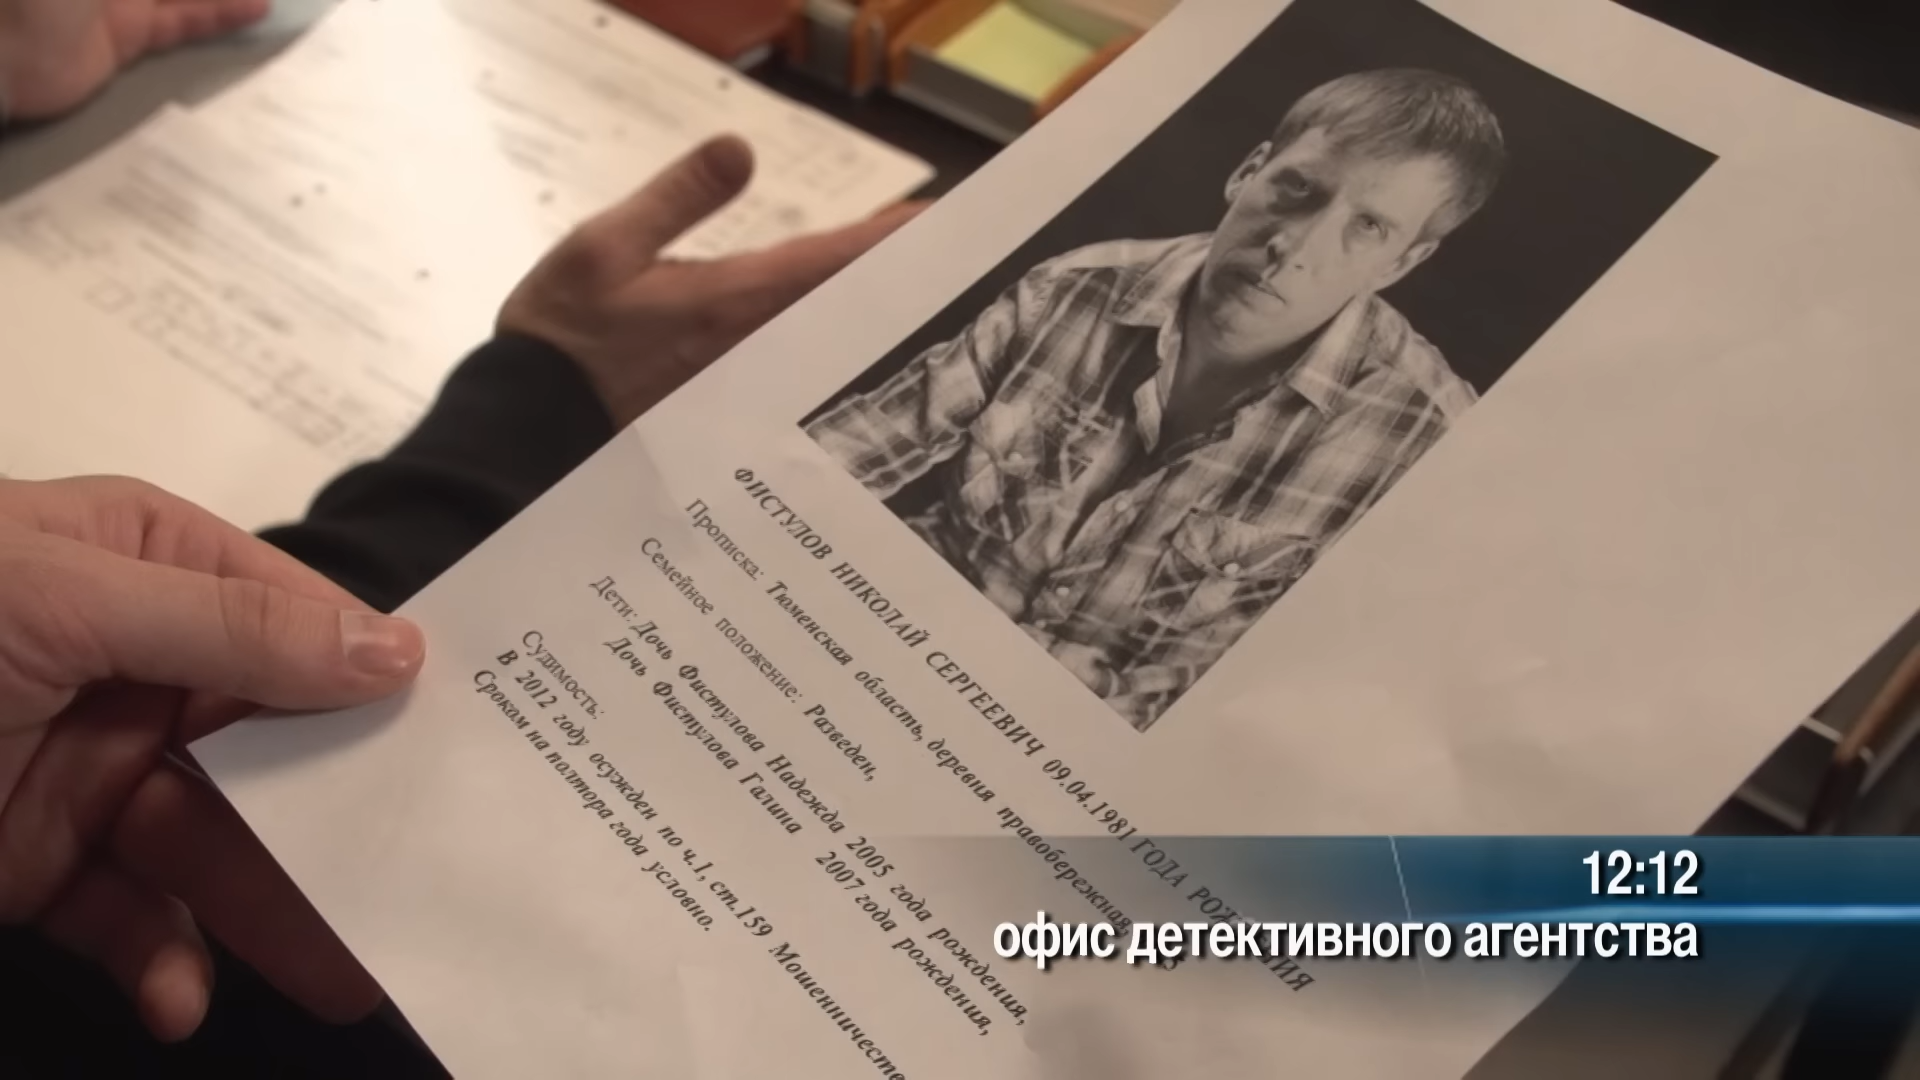 ФИСТУЛОВ НИКОЛАЙ СЕРГЕЕВИЧ 09.04.1981 ГОДА РОЖДЕНИЯ
Прописка: Тюменская область, деревня правобережная,
Семейное положение: Разведен,
Дети: Дочь Фистулова Надежда 2005 года рождения,
Дочь Фистулова Галина 2007 года рождения,
Судимость:
В 2012 году осужден по ч.1, ст.159 Мошенничеств
Сроком на полтора года условно.
12:12
офис детективного агентства